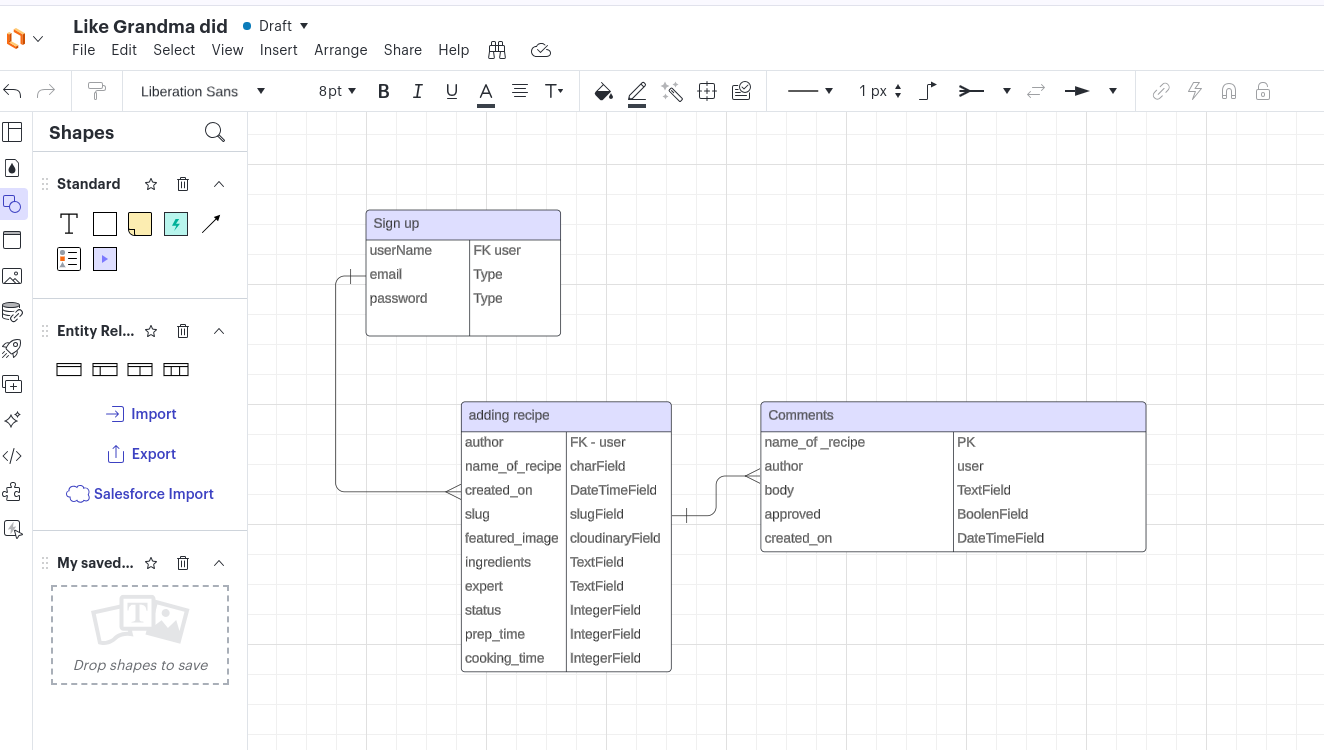 Like Grandma did Draft
File Edit Select View Insert Arrange Share Help
Liberation Sans 8pt B I U A T 1 px
Shapes
Standard
T
Entity Rel...
Import
Export
Salesforce Import
My saved...
T
Drop shapes to save
Sign up
userName FK user
email Type
password Type
adding recipe
author FK - user
name_of_recipe charField
created_on DateTimeField
slug slugField
featured_image cloudinaryField
ingredients TextField
expert TextField
status IntegerField
prep_time IntegerField
cooking_time IntegerField
Comments
name_of _recipe PK
author user
body TextField
approved BoolenField
created_on DateTimeField